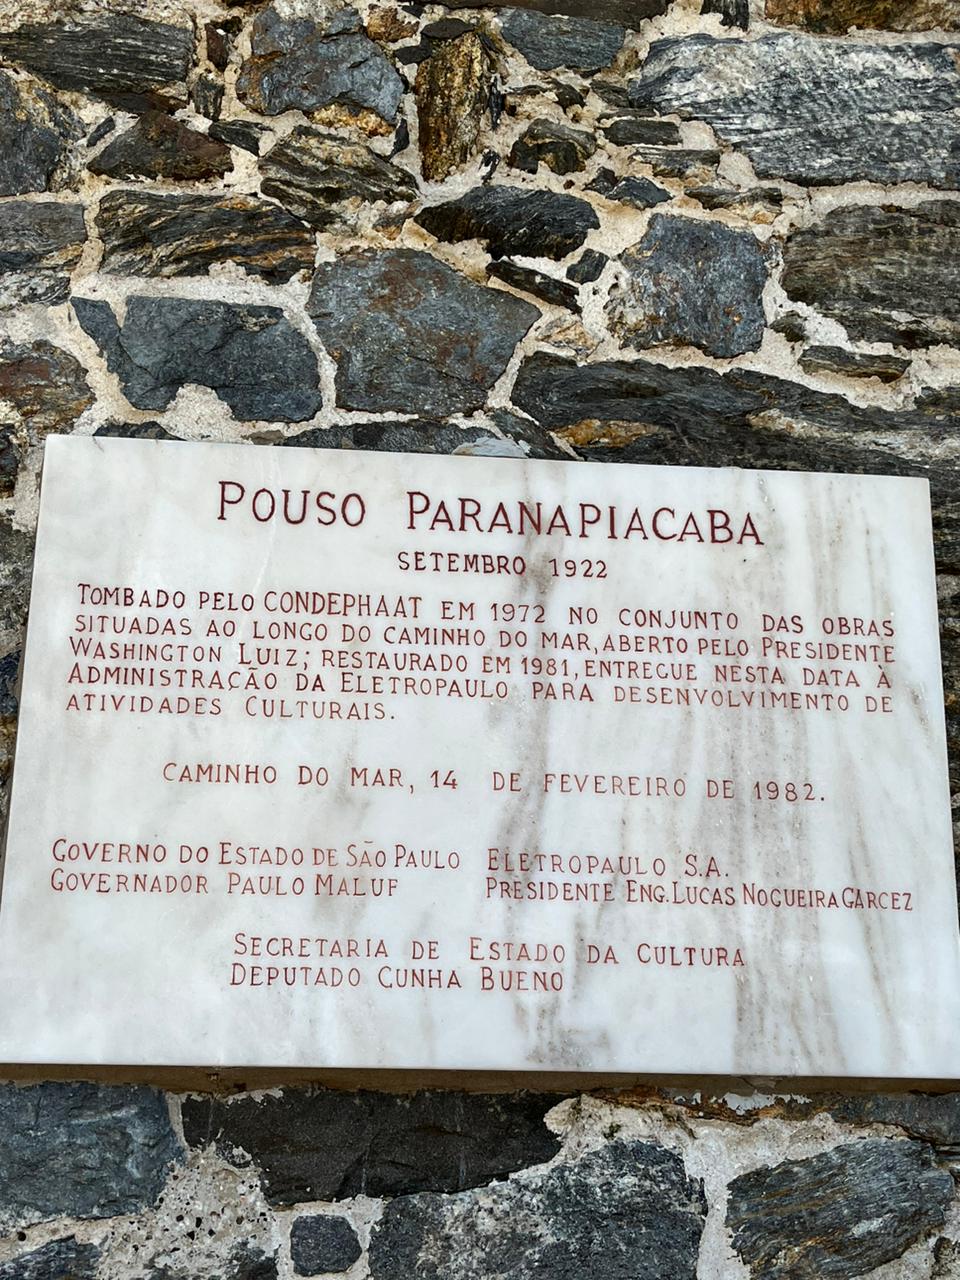 POUSO PARANAPIACABA
SETEMBRO 1922
TOMBADO PELO CONDEPHAAT EM 1972 NO CONJUNTO DAS OBRAS
SITUADAS AO LONGO DO CAMINHO DO MAR, ABERTO PELO PRESIDENTE
WASHINGTON LUIZ; RESTAURADO EM 1981, ENTREGUE NESTA DATA À
ADMINISTRAÇÃO DA ELETROPAULO PARA DESENVOLVIMENTO DE
ATIVIDADES CULTURAIS.
CAMINHO DO MAR, 14 DE FEVEREIRO DE 1982.
GOVERNO DO ESTADO DE SÃO PAULO
GOVERNADOR PAULO MALUF
ELETROPAULO S.A.
PRESIDENTE ENG. LUCAS NOGUEIRA GARCEZ
SECRETARIA DE ESTADO DA CULTURA
DEPUTADO CUNHA BUENO